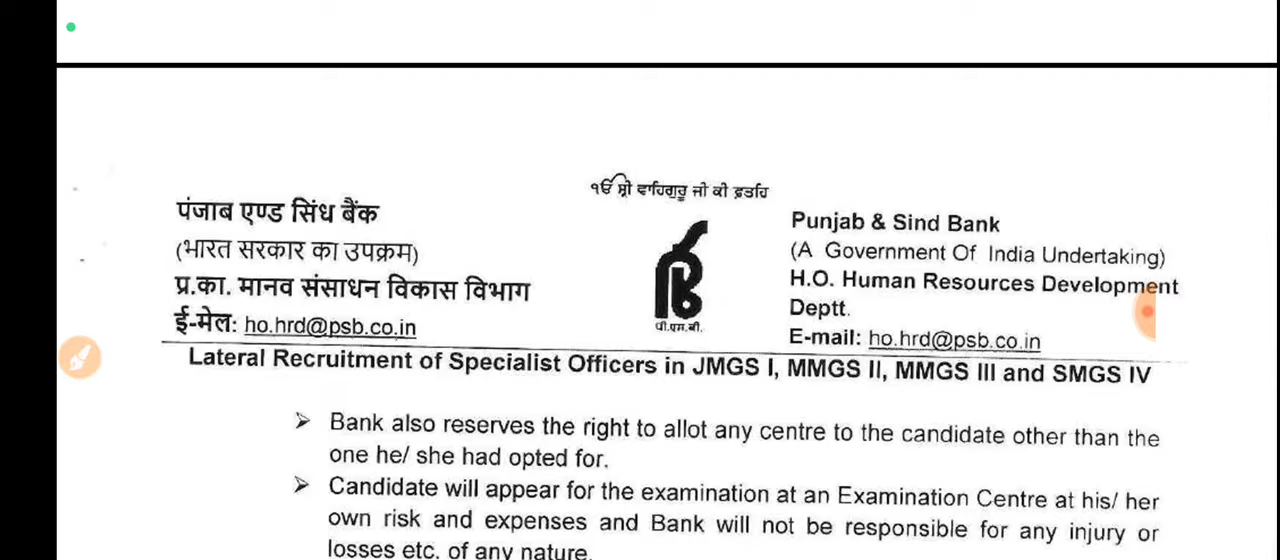 ੴ ਸ੍ਰੀ ਵਾਹਿਗੁਰੂ ਜੀ ਕੀ ਫ਼ਤਹਿ
पंजाब एण्ड सिंध बैंक
(भारत सरकार का उपक्रम)
प्र.का. मानव संसाधन विकास विभाग
ई-मेल: ho.hrd@psb.co.in
पी.एस.बी.
Punjab & Sind Bank
(A Government Of India Undertaking)
H.O. Human Resources Development
Deptt.
E-mail: ho.hrd@psb.co.in
Lateral Recruitment of Specialist Officers in JMGS I, MMGS II, MMGS III and SMGS IV
➢ Bank also reserves the right to allot any centre to the candidate other than the
one he/ she had opted for.
➢ Candidate will appear for the examination at an Examination Centre at his/ her
own risk and expenses and Bank will not be responsible for any injury or
losses etc. of any nature.